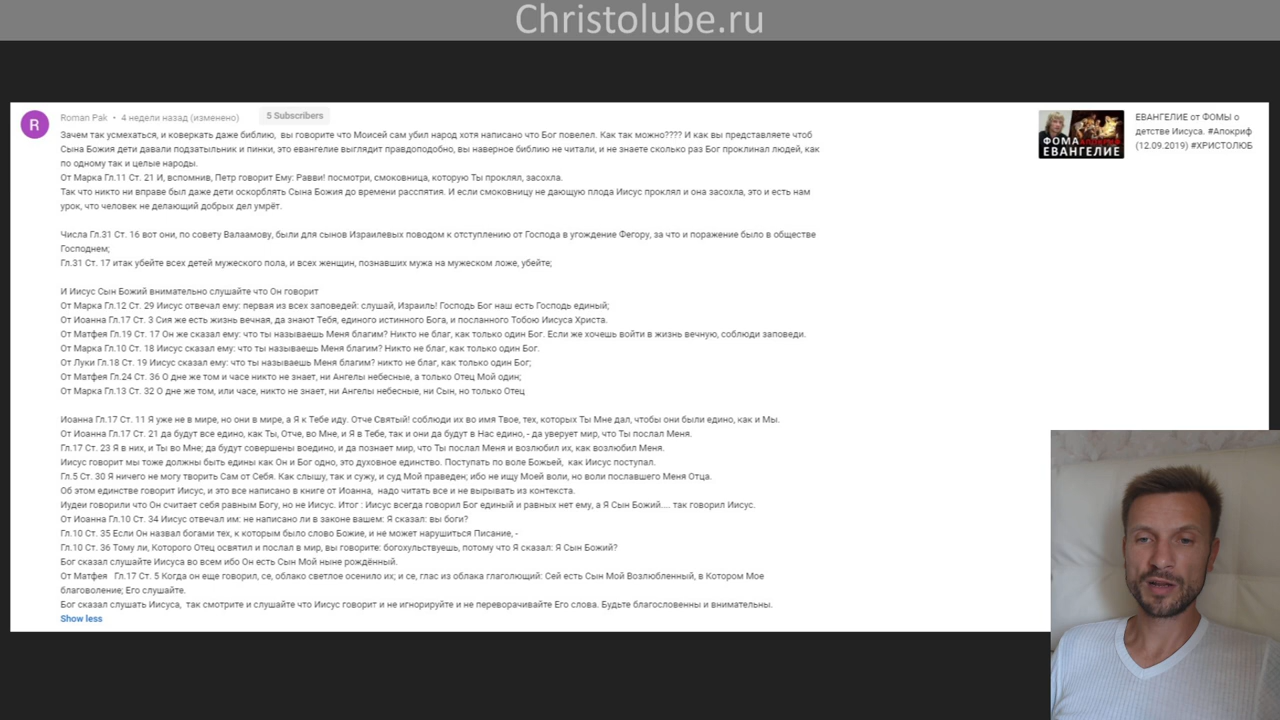 Christolube.ru
R
Roman Pak • 4 недели назад (изменено) 5 Subscribers
Зачем так усмехаться, и коверкать даже библию, вы говорите что Моисей сам убил народ хотя написано что Бог повелел. Как так можно???? И как вы представляете чтоб
Сына Божия дети давали подзатыльник и пинки, это евангелие выглядит правдоподобно, вы наверное библию не читали, и не знаете сколько раз Бог проклинал людей, как
по одному так и целые народы.
От Марка Гл.11 Ст. 21 И, вспомнив, Петр говорит Ему: Равви! посмотри, смоковница, которую Ты проклял, засохла.
Так что никто ни вправе был даже дети оскорблять Сына Божия до времени распятия. И если смоковницу не дающую плода Иисус проклял и она засохла, это и есть нам
урок, что человек не делающий добрых дел умрёт.
Числа Гл.31 Ст. 16 вот они, по совету Валаамову, были для сынов Израилевых поводом к отступлению от Господа в угождение Фегору, за что и поражение было в обществе
Господнем;
Гл.31 Ст. 17 итак убейте всех детей мужеского пола, и всех женщин, познавших мужа на мужеском ложе, убейте;
И Иисус Сын Божий внимательно слушайте что Он говорит
От Марка Гл.12 Ст. 29 Иисус отвечал ему: первая из всех заповедей: слушай, Израиль! Господь Бог наш есть Господь единый;
От Иоанна Гл.17 Ст. 3 Сия же есть жизнь вечная, да знают Тебя, единого истинного Бога, и посланного Тобою Иисуса Христа.
От Матфея Гл.19 Ст. 17 Он же сказал ему: что ты называешь Меня благим? Никто не благ, как только один Бог. Если же хочешь войти в жизнь вечную, соблюди заповеди.
От Марка Гл.10 Ст. 18 Иисус сказал ему: что ты называешь Меня благим? Никто не благ, как только один Бог.
От Луки Гл.18 Ст. 19 Иисус сказал ему: что ты называешь Меня благим? никто не благ, как только один Бог;
От Матфея Гл.24 Ст. 36 О дне же том и часе никто не знает, ни Ангелы небесные, а только Отец Мой один;
От Марка Гл.13 Ст. 32 О дне же том, или часе, никто не знает, ни Ангелы небесные, ни Сын, но только Отец
Иоанна Гл.17 Ст. 11 Я уже не в мире, но они в мире, а Я к Тебе иду. Отче Святый! соблюди их во имя Твое, тех, которых Ты Мне дал, чтобы они были едино, как и Мы.
От Иоанна Гл.17 Ст. 21 да будут все едино, как Ты, Отче, во Мне, и Я в Тебе, так и они да будут в Нас едино, - да уверует мир, что Ты послал Меня.
Гл.17 Ст. 23 Я в них, и Ты во Мне; да будут совершены воедино, и да познает мир, что Ты послал Меня и возлюбил их, как возлюбил Меня.
Иисус говорит мы тоже должны быть едины как Он и Бог одно, это духовное единство. Поступать по воле Божьей, как Иисус поступал.
Гл.5 Ст. 30 Я ничего не могу творить Сам от Себя. Как слышу, так и сужу, и суд Мой праведен; ибо не ищу Моей воли, но воли пославшего Меня Отца.
Об этом единстве говорит Иисус, и это все написано в книге от Иоанна, надо читать все и не вырывать из контекста.
Иудеи говорили что Он считает себя равным Богу, но не Иисус. Итог : Иисус всегда говорил Бог единый и равных нет ему, а Я Сын Божий.... так говорил Иисус.
От Иоанна Гл.10 Ст. 34 Иисус отвечал им: не написано ли в законе вашем: Я сказал: вы боги?
Гл.10 Ст. 35 Если Он назвал богами тех, к которым было слово Божие, и не может нарушиться Писание, -
Гл.10 Ст. 36 Тому ли, Которого Отец освятил и послал в мир, вы говорите: богохульствуешь, потому что Я сказал: Я Сын Божий?
Бог сказал слушайте Иисуса во всем ибо Он есть Сын Мой ныне рождённый.
От Матфея Гл.17 Ст. 5 Когда он еще говорил, се, облако светлое осенило их; и се, глас из облака глаголющий: Сей есть Сын Мой Возлюбленный, в Котором Мое
благоволение; Его слушайте.
Бог сказал слушать Иисуса, так смотрите и слушайте что Иисус говорит и не игнорируйте и не переворачивайте Его слова. Будьте благословенны и внимательны.
Show less
ФОМА
ЕВАНГЕЛИЕ
ЕВАНГЕЛИЕ от ФОМЫ о
детстве Иисуса. #Апокриф
(12.09.2019) #ХРИСТОЛЮБ